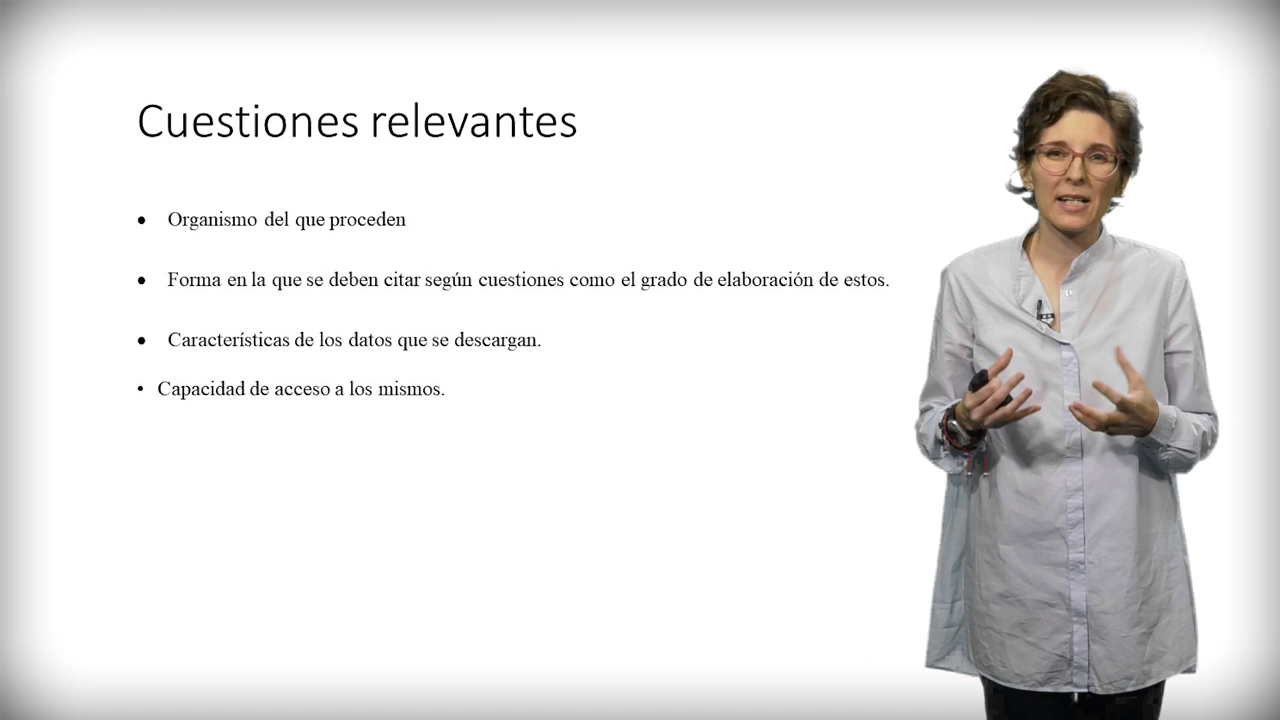 Cuestiones relevantes
• Organismo del que proceden
• Forma en la que se deben citar según cuestiones como el grado de elaboración de estos.
• Características de los datos que se descargan.
• Capacidad de acceso a los mismos.